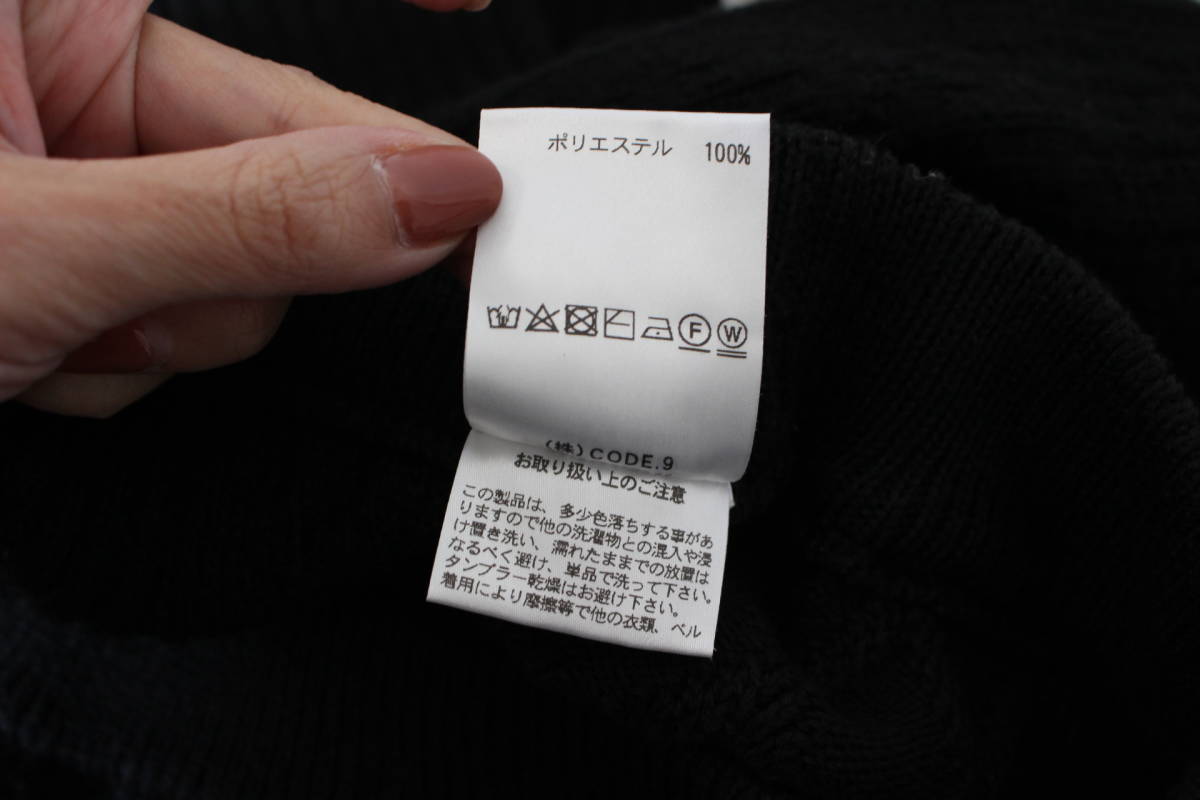 ポリエステル 100%
F W
(株)CODE.9
お取り扱い上のご注意
この製品は、多少色落ちする事があ
りますので他の洗濯物との混入や浸
け置き洗い、濡れたままでの放置は
なるべく避け、単品で洗って下さい。
タンブラー乾燥はお避け下さい。
着用により摩擦等で他の衣類、ベル